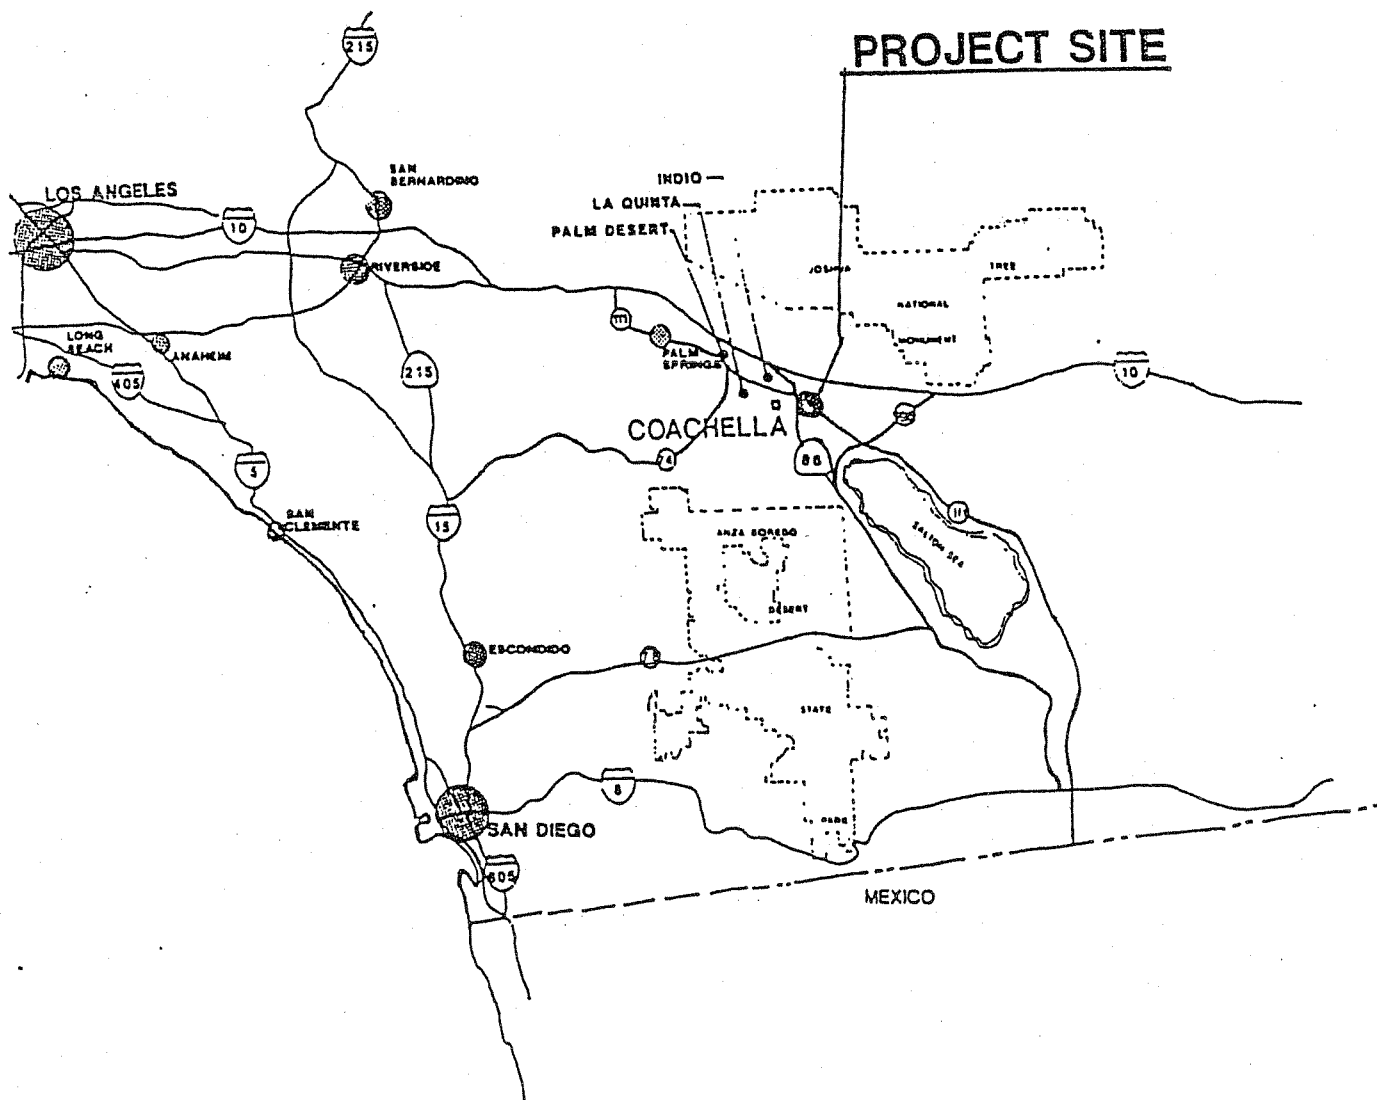 215
PROJECT SITE
SAN
BERNARDINO
LOS ANGELES
INDIO
LA QUINTA
10
PALM DESERT
RIVERSIDE
JOSHUA
TREE
NATIONAL
111
LONG
BEACH
ANAHEIM
PALM
SPRINGS
MONUMENT
215
10
405
COACHELLA
74
86
5
SAN
CLEMENTE
15
111
SALTON SEA
ANZA BOREGO
DESERT
ESCONDIDO
STATE
8
PARK
SAN DIEGO
805
MEXICO